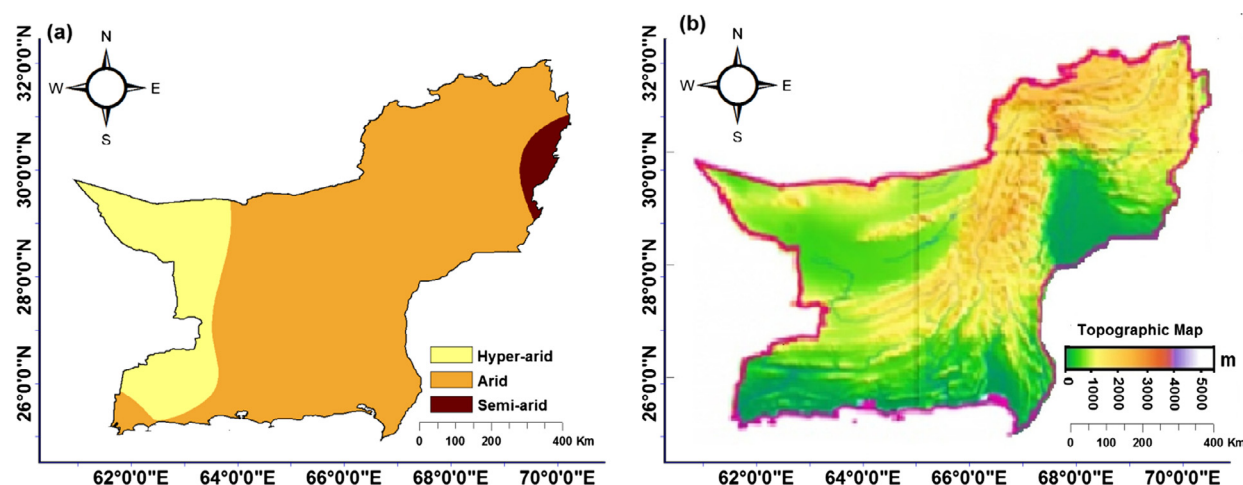 (a)
N
W E
S
32°0'0"N
30°0'0"N
28°0'0"N
26°0'0"N
Hyper-arid
Arid
Semi-arid
0 100 200 400 Km
62°0'0"E 64°0'0"E 66°0'0"E 68°0'0"E 70°0'0"E
(b)
N
W E
S
32°0'0"N
30°0'0"N
28°0'0"N
26°0'0"N
Topographic Map
m
0 1000 2000 3000 4000 5000
0 100 200 400 Km
62°0'0"E 64°0'0"E 66°0'0"E 68°0'0"E 70°0'0"E